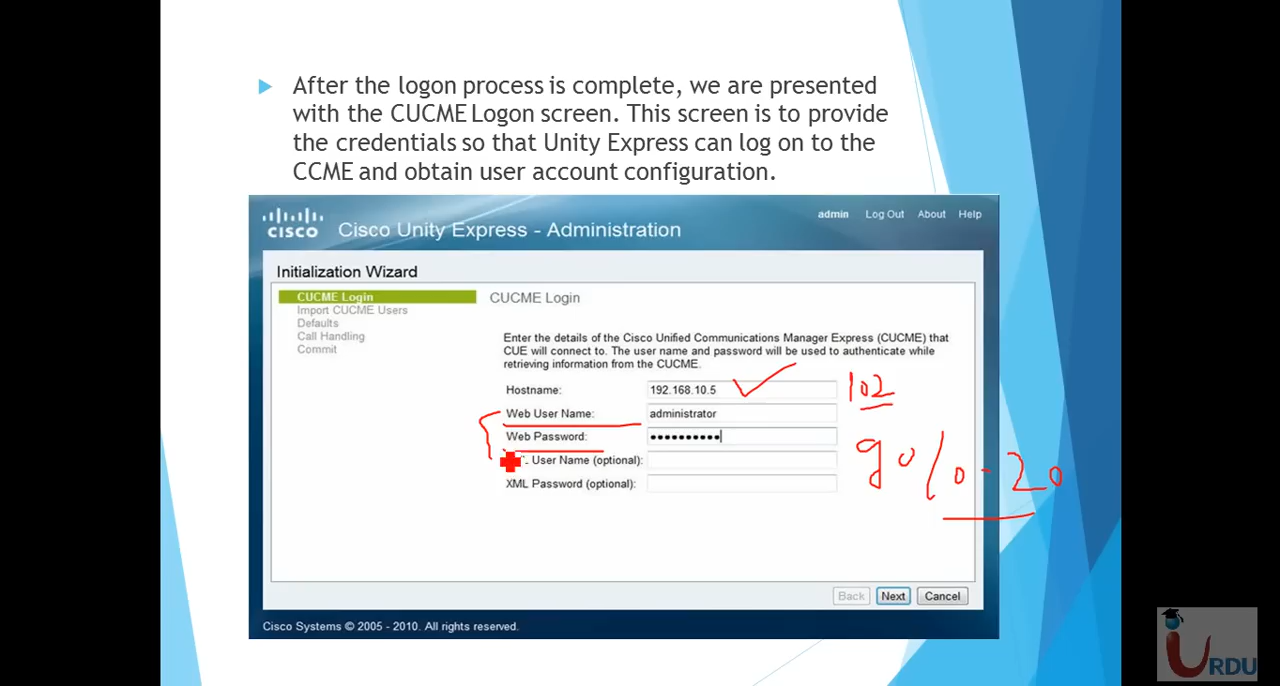 After the logon process is complete, we are presented
with the CUCME Logon screen. This screen is to provide
the credentials so that Unity Express can log on to the
CCME and obtain user account configuration.
cisco Cisco Unity Express - Administration
admin Log Out About Help
Initialization Wizard
CUCME Login
Import CUCME Users
Defaults
Call Handling
Commit
CUCME Login
Enter the details of the Cisco Unified Communications Manager Express (CUCME) that
CUE will connect to. The user name and password will be used to authenticate while
retrieving information from the CUCME.
Hostname: 192.168.10.5
102
Web User Name: administrator
Web Password: ••••••••••
User Name (optional):
XML Password (optional):
g0/0-20
Back Next Cancel
Cisco Systems © 2005 - 2010. All rights reserved.
iURDU